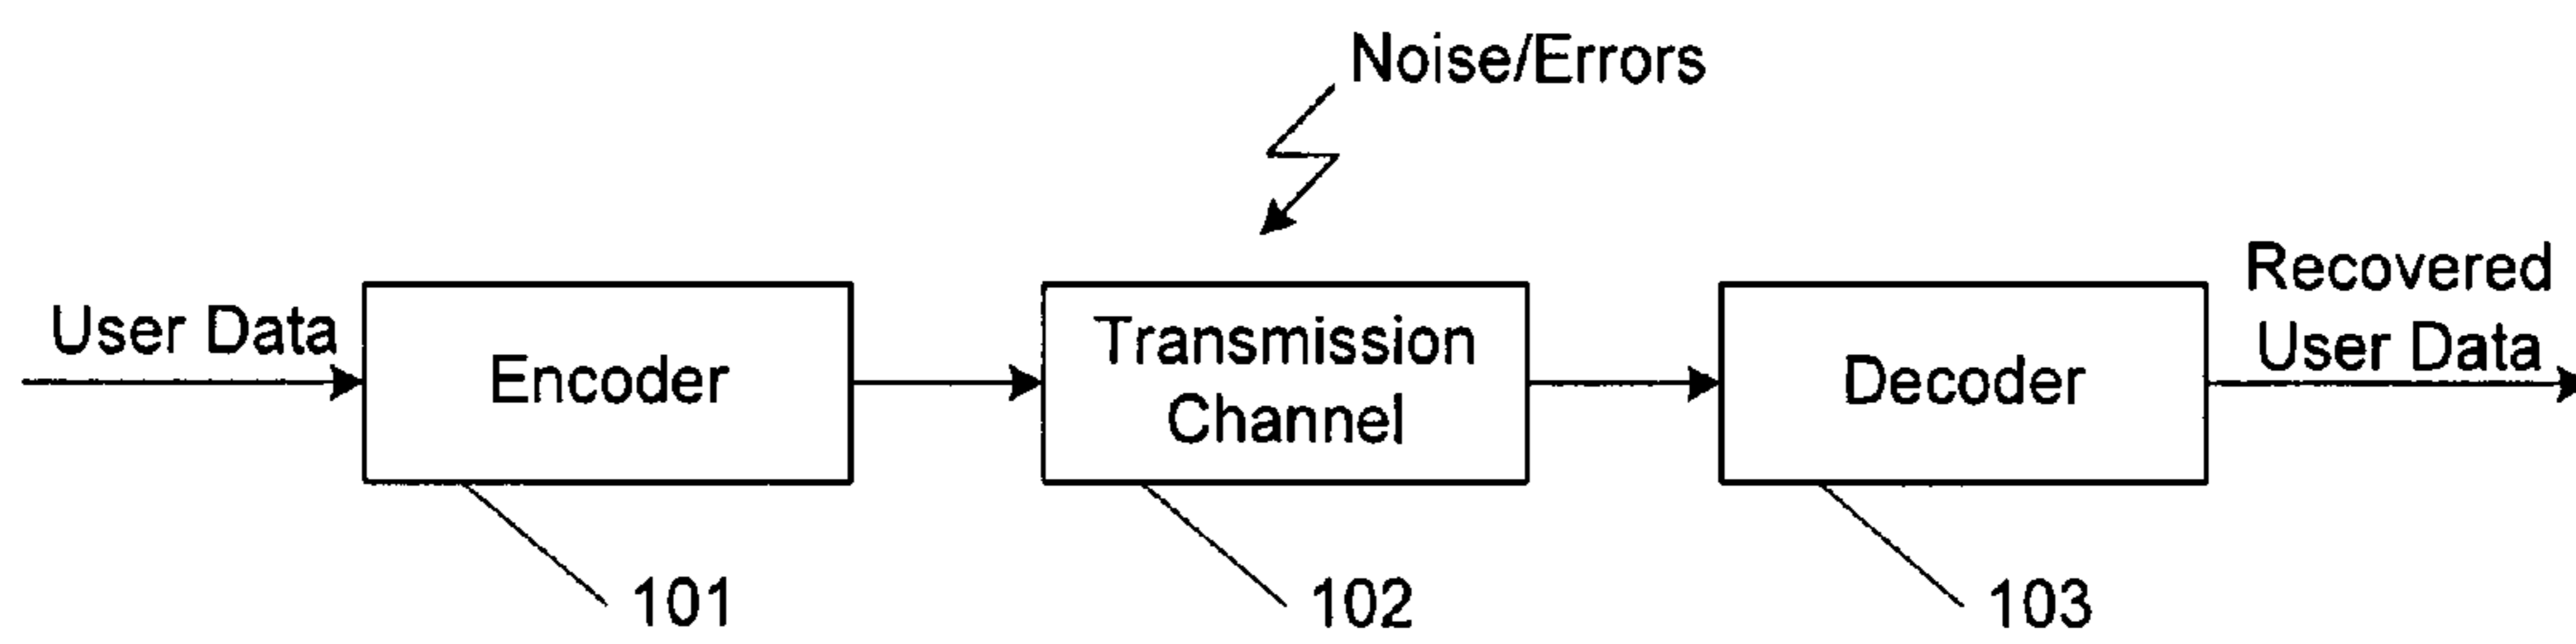 Noise/Errors
User Data
Encoder
Transmission
Channel
Decoder
Recovered
User Data
101
102
103